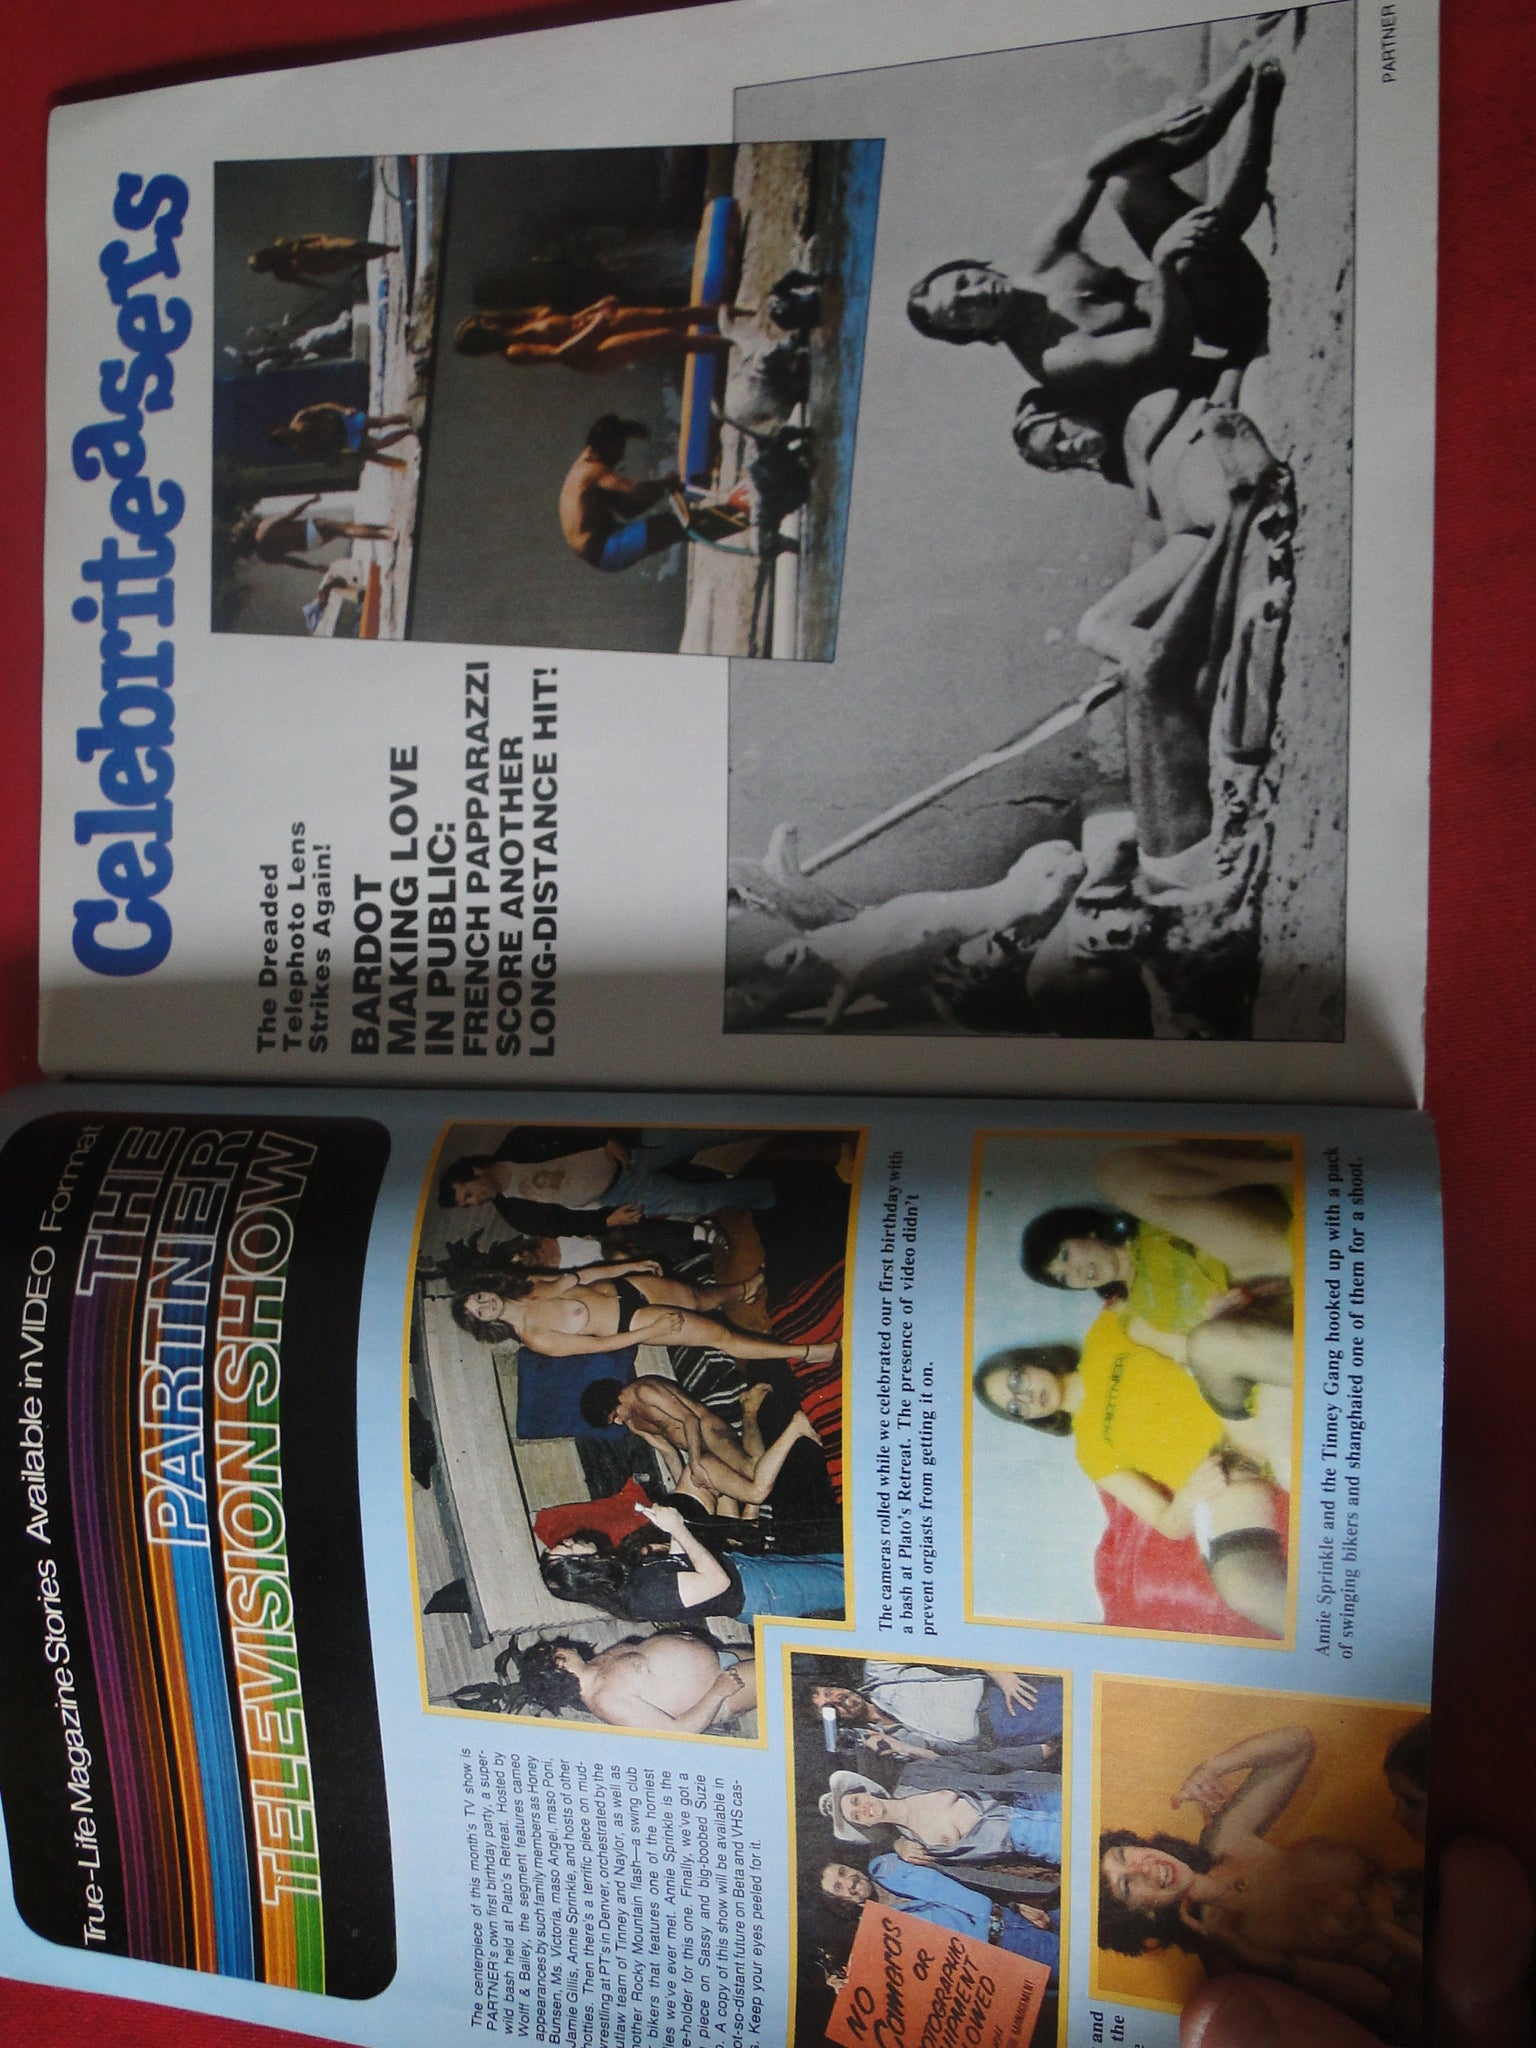 True-Life Magazine Stories Available in VIDEO Format
THE
PARTNER
TELEVISION SHOW
The centerpiece of this month's TV show is
PARTNER'S own first birthday party, a super-
wild bash held at Plato's Retreat. Hosted by
Wolff & Bailey, the segment features cameo
appearances by such family members as Honey
Bunsen, Ms. Victoria, maso Angel, maso Poni,
Jamie Gillis, Annie Sprinkle, and hosts of other
hotties. Then there's a terrific piece on mud-
wrestling at PT's in Denver, orchestrated by the
utlaw team of Tinney and Naylor, as well as
nother Rocky Mountain flash—a swing club
bikers that features one of the horniest
ies we've ever met. Annie Sprinkle is the
e-holder for this one. Finally, we've got a
piece on Sassy and big-boobed Suzie
. A copy of this show will be available in
ot-so-distant future on Beta and VHS cas-
s. Keep your eyes peeled for it.
The cameras rolled while we celebrated our first birthday with
a bash at Plato's Retreat. The presence of video didn't
prevent orgiasts from getting it on.
NO
CAMERAS
OR
OTOGRAPHIC
UIPMENT
LOWED
MANAGEMENT
PARTNER
Annie Sprinkle and the Tinney Gang hooked up with a pack
of swinging bikers and shanghaied one of them for a shoot.
and
the
Celebriteasers
The Dreaded
Telephoto Lens
Strikes Again!
BARDOT
MAKING LOVE
IN PUBLIC:
FRENCH PAPPARAZZI
SCORE ANOTHER
LONG-DISTANCE HIT!
PARTNER